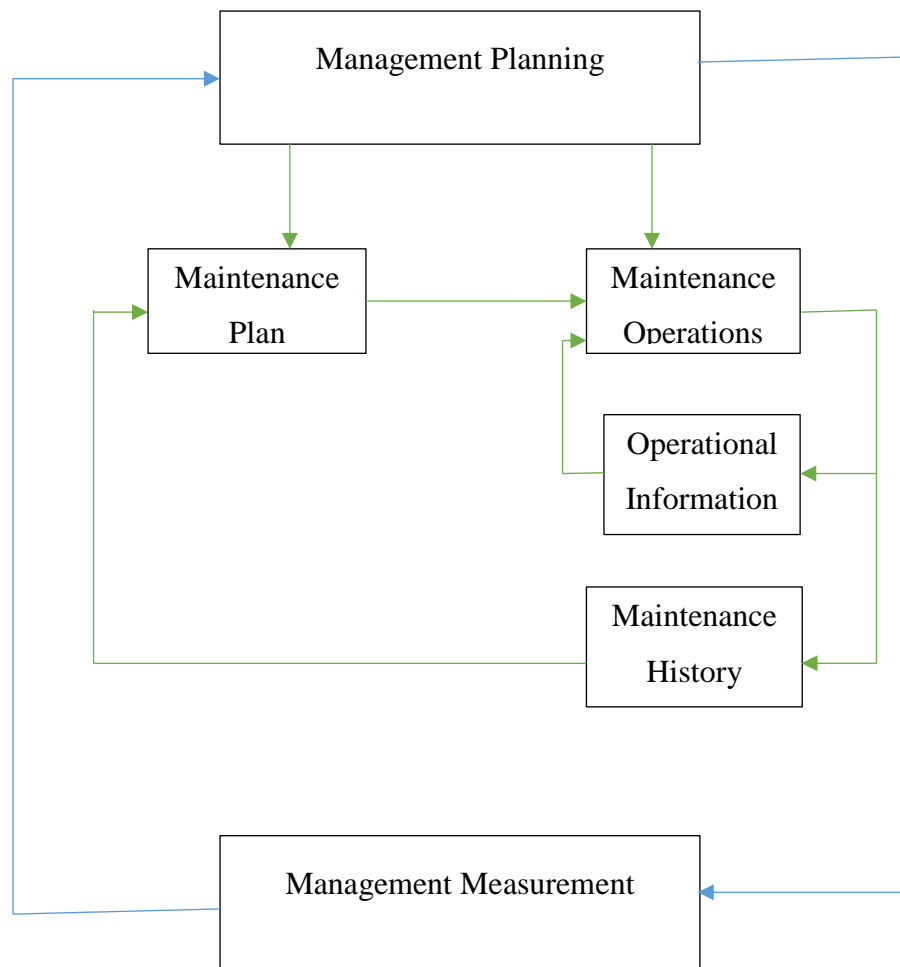 Management Planning
Maintenance
Plan
Maintenance
Operations
Operational
Information
Maintenance
History
Management Measurement